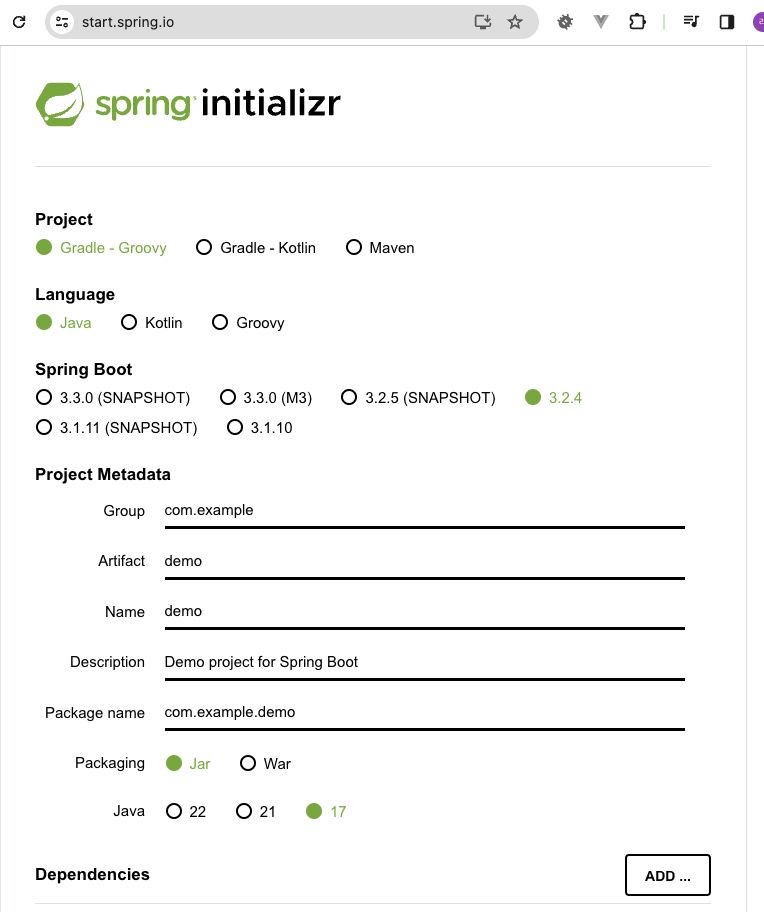 start.spring.io
spring initializr
Project
Gradle - Groovy Gradle - Kotlin Maven
Language
Java Kotlin Groovy
Spring Boot
3.3.0 (SNAPSHOT) 3.3.0 (M3) 3.2.5 (SNAPSHOT) 3.2.4
3.1.11 (SNAPSHOT) 3.1.10
Project Metadata
Group com.example
Artifact demo
Name demo
Description Demo project for Spring Boot
Package name com.example.demo
Packaging Jar War
Java 22 21 17
Dependencies ADD ...